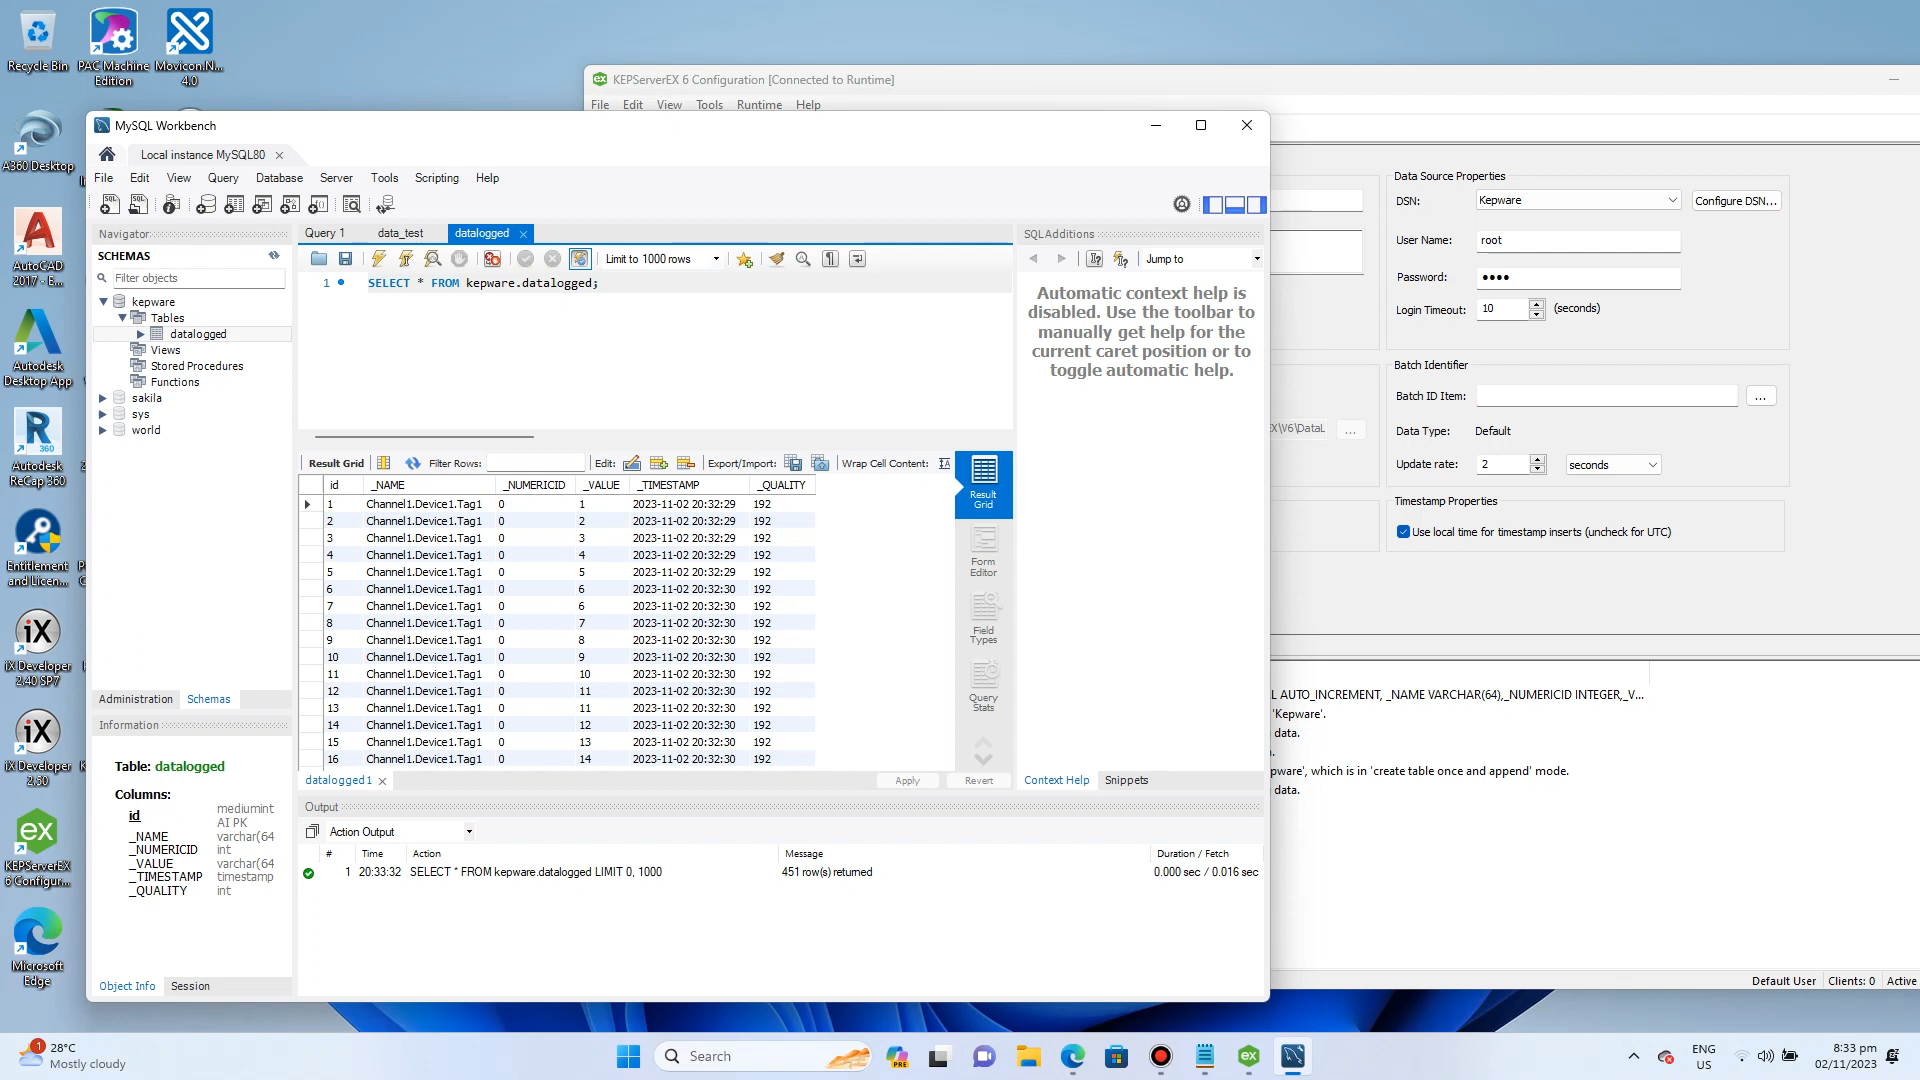 Recycle Bin
PAC Machine Edition
Movicon.N... 4.0
A360 Desktop
AutoCAD 2017 - E...
Autodesk Desktop App
Autodesk ReCap 360
Entitlement and Licen...
iX Developer 2.40 SP7
iX Developer 2.50
KEPServerEX 6 Configur...
Microsoft Edge
KEPServerEX 6 Configuration [Connected to Runtime]
File Edit View Tools Runtime Help
MySQL Workbench
Local instance MySQL80
File Edit View Query Database Server Tools Scripting Help
Navigator
SCHEMAS
Filter objects
kepware
Tables
datalogged
Views
Stored Procedures
Functions
sakila
sys
world
Administration Schemas
Information
Table: datalogged
Columns:
id mediumint AI PK
_NAME varchar(64
_NUMERICID int
_VALUE varchar(64
_TIMESTAMP timestamp
_QUALITY int
Object Info Session
Query 1 data_test datalogged
Limit to 1000 rows
1 SELECT * FROM kepware.datalogged;
Result Grid Filter Rows: Edit: Export/Import: Wrap Cell Content:
id _NAME _NUMERICID _VALUE _TIMESTAMP _QUALITY
1 Channel1.Device1.Tag1 0 1 2023-11-02 20:32:29 192
2 Channel1.Device1.Tag1 0 2 2023-11-02 20:32:29 192
3 Channel1.Device1.Tag1 0 3 2023-11-02 20:32:29 192
4 Channel1.Device1.Tag1 0 4 2023-11-02 20:32:29 192
5 Channel1.Device1.Tag1 0 5 2023-11-02 20:32:29 192
6 Channel1.Device1.Tag1 0 6 2023-11-02 20:32:30 192
7 Channel1.Device1.Tag1 0 6 2023-11-02 20:32:30 192
8 Channel1.Device1.Tag1 0 7 2023-11-02 20:32:30 192
9 Channel1.Device1.Tag1 0 8 2023-11-02 20:32:30 192
10 Channel1.Device1.Tag1 0 9 2023-11-02 20:32:30 192
11 Channel1.Device1.Tag1 0 10 2023-11-02 20:32:30 192
12 Channel1.Device1.Tag1 0 11 2023-11-02 20:32:30 192
13 Channel1.Device1.Tag1 0 11 2023-11-02 20:32:30 192
14 Channel1.Device1.Tag1 0 12 2023-11-02 20:32:30 192
15 Channel1.Device1.Tag1 0 13 2023-11-02 20:32:30 192
16 Channel1.Device1.Tag1 0 14 2023-11-02 20:32:30 192
Result Grid
Form Editor
Field Types
Query Stats
datalogged 1 Apply Revert
SQLAdditions
Jump to
Automatic context help is
disabled. Use the toolbar to
manually get help for the
current caret position or to
toggle automatic help.
Context Help Snippets
Output
Action Output
# Time Action Message Duration / Fetch
1 20:33:32 SELECT * FROM kepware.datalogged LIMIT 0, 1000 451 row(s) returned 0.000 sec / 0.016 sec
Data Source Properties
DSN: Kepware Configure DSN...
User Name: root
Password: ••••
Login Timeout: 10 (seconds)
Batch Identifier
Batch ID Item: ...
Data Type: Default
Update rate: 2 seconds
Timestamp Properties
Use local time for timestamp inserts (uncheck for UTC)
X\V6\DataL ...
L AUTO_INCREMENT, _NAME VARCHAR(64),_NUMERICID INTEGER,_V...
'Kepware'.
g data.
pware', which is in 'create table once and append' mode.
g data.
Default User Clients: 0 Active
1
28°C
Mostly cloudy
Search
PRE
ENG
US
8:33 pm
02/11/2023